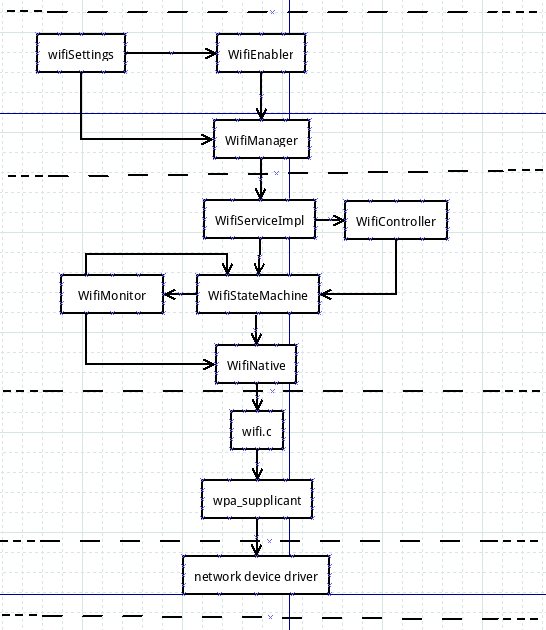 wifiSettings
WifiEnabler
WifiManager
WifiServiceImpl
WifiController
WifiMonitor
WifiStateMachine
WifiNative
wifi.c
wpa_supplicant
network device driver